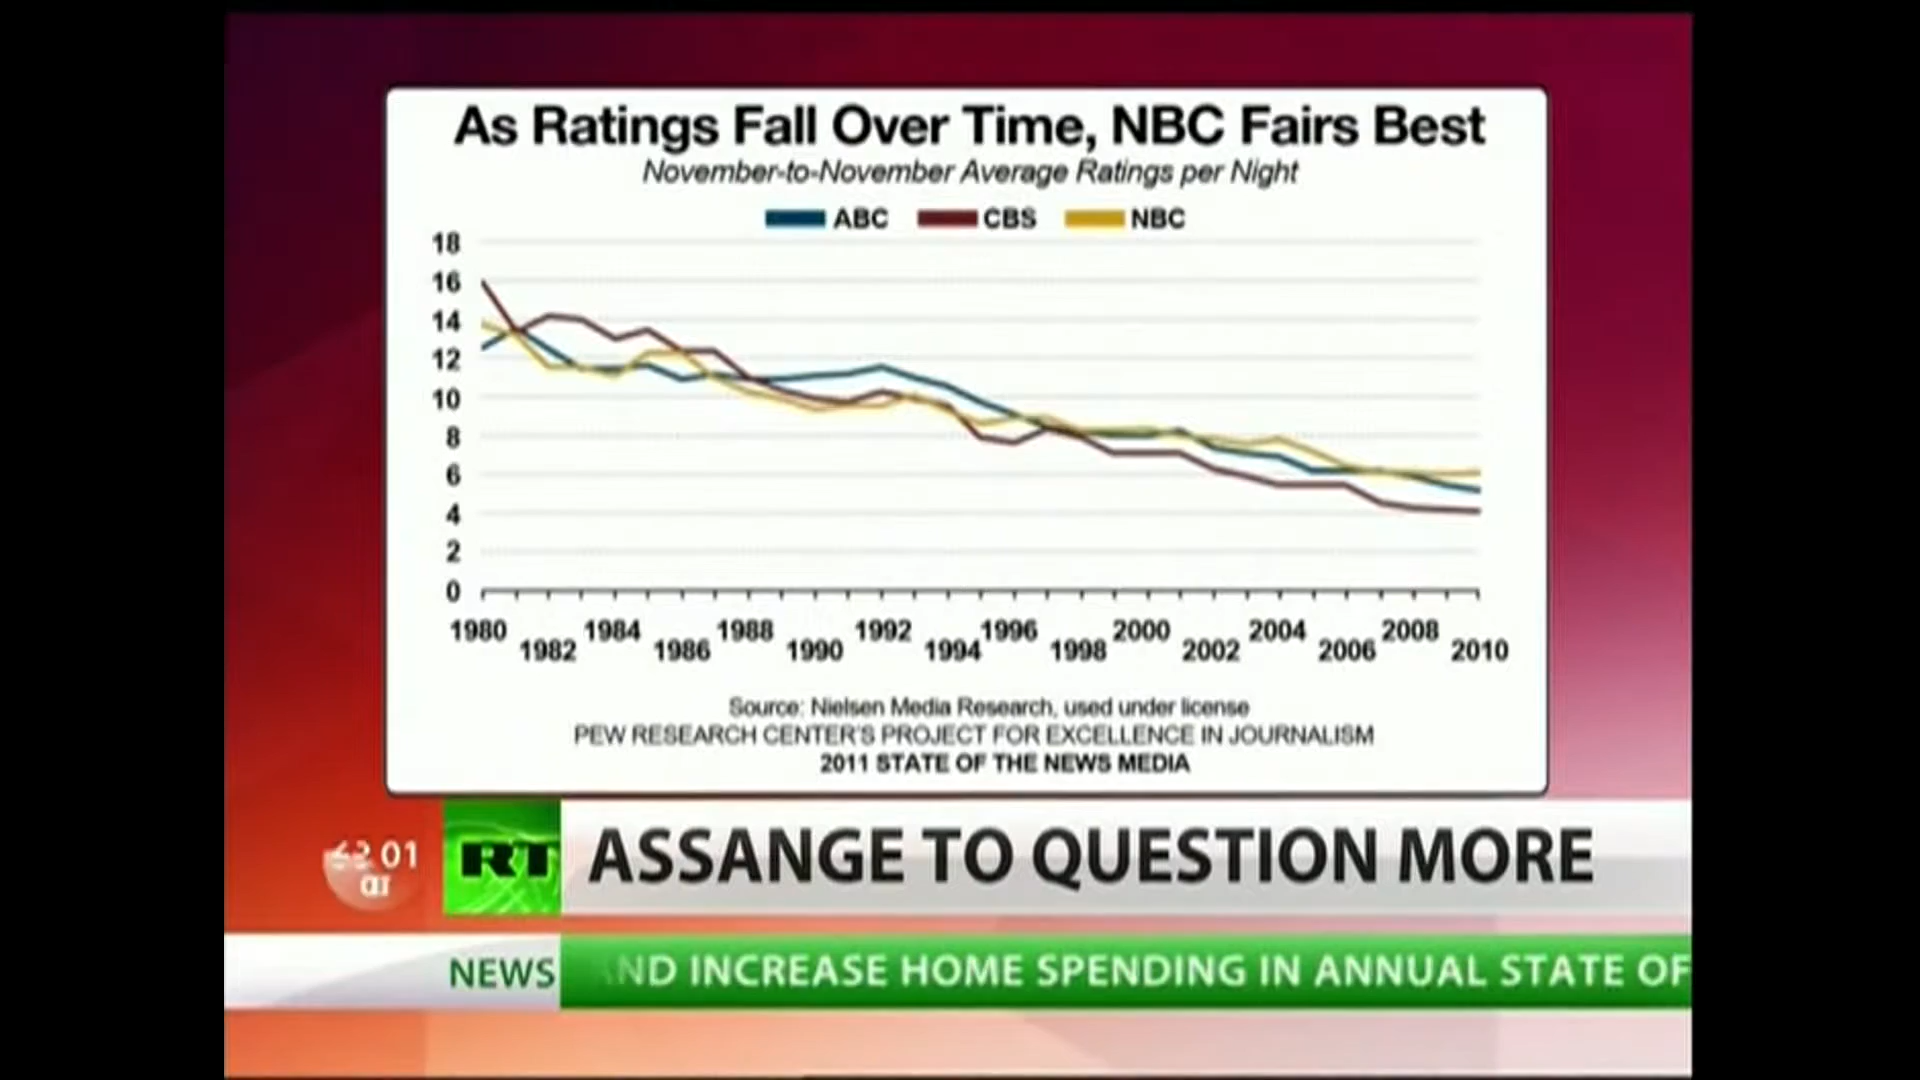 As Ratings Fall Over Time, NBC Fairs Best
November-to-November Average Ratings per Night
ABC CBS NBC
18
16
14
12
10
8
6
4
2
0
1980 1982 1984 1986 1988 1990 1992 1994 1996 1998 2000 2002 2004 2006 2008 2010
Source: Nielsen Media Research, used under license
PEW RESEARCH CENTER'S PROJECT FOR EXCELLENCE IN JOURNALISM
2011 STATE OF THE NEWS MEDIA
01
RT ASSANGE TO QUESTION MORE
NEWS ND INCREASE HOME SPENDING IN ANNUAL STATE OF